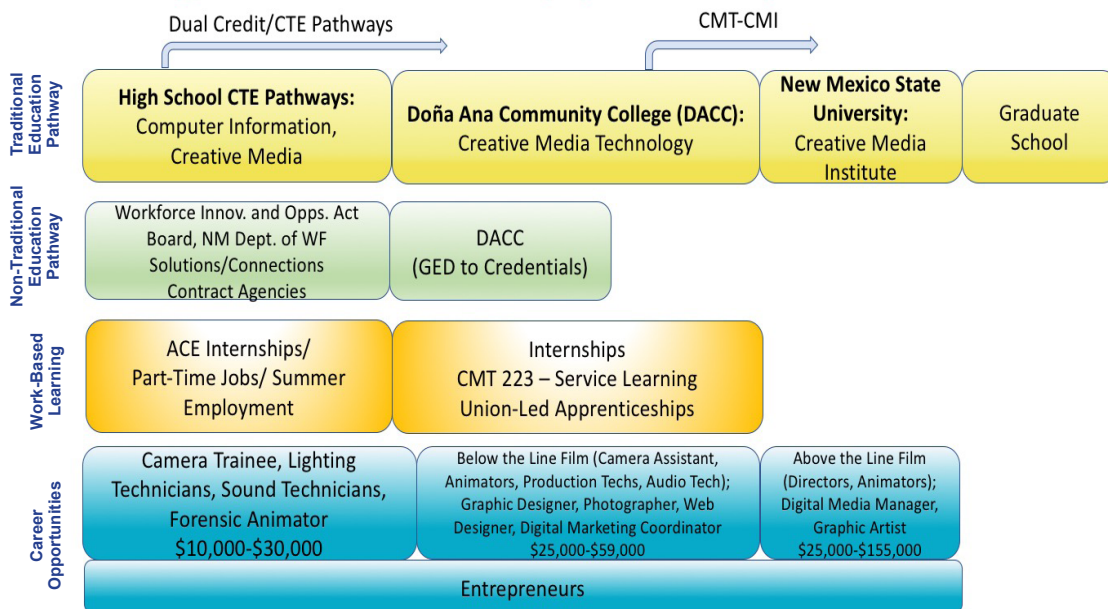 Dual Credit/CTE Pathways
CMT-CMI
Traditional
Education
Pathway
High School CTE Pathways:
Computer Information,
Creative Media
Doña Ana Community College (DACC):
Creative Media Technology
New Mexico State
University:
Creative Media
Institute
Graduate
School
Non-Traditional
Education
Pathway
Workforce Innov. and Opps. Act
Board, NM Dept. of WF
Solutions/Connections
Contract Agencies
DACC
(GED to Credentials)
Work-Based
Learning
ACE Internships/
Part-Time Jobs/ Summer
Employment
Internships
CMT 223 – Service Learning
Union-Led Apprenticeships
Career
Opportunities
Camera Trainee, Lighting
Technicians, Sound Technicians,
Forensic Animator
$10,000-$30,000
Below the Line Film (Camera Assistant,
Animators, Production Techs, Audio Tech);
Graphic Designer, Photographer, Web
Designer, Digital Marketing Coordinator
$25,000-$59,000
Above the Line Film
(Directors, Animators);
Digital Media Manager,
Graphic Artist
$25,000-$155,000
Entrepreneurs